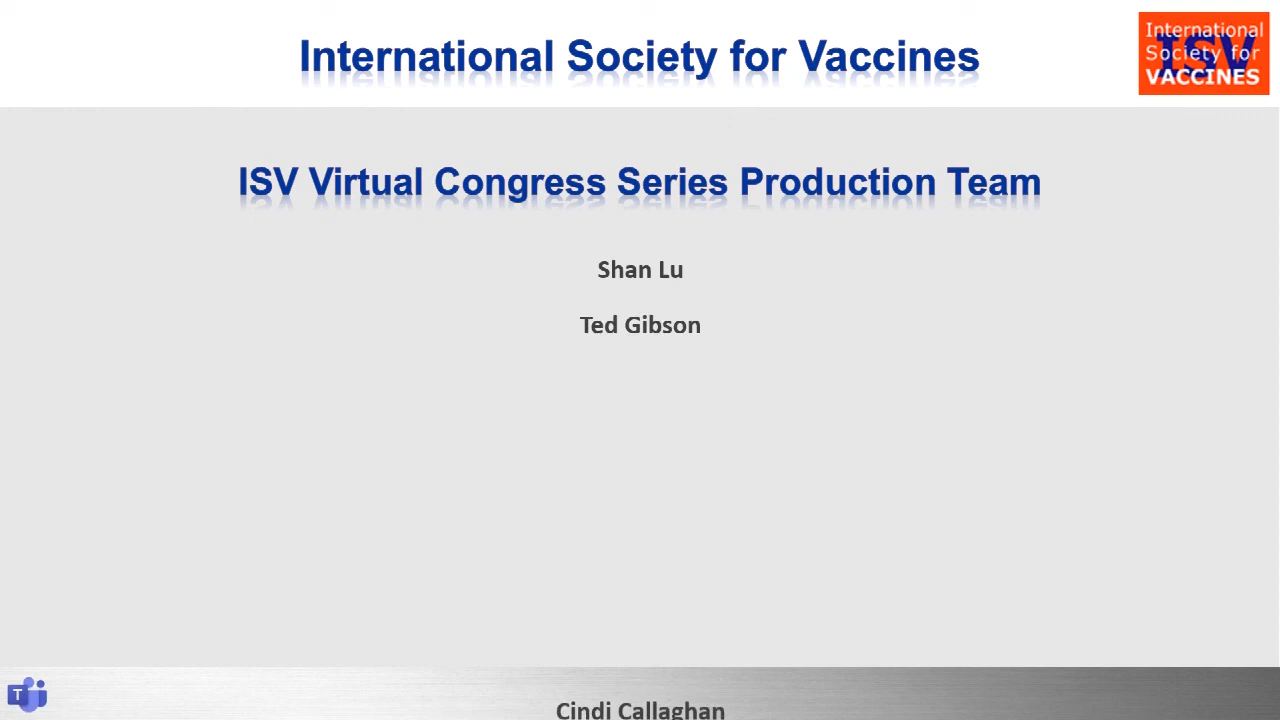 International Society for Vaccines
International
Society for
VACCINES
ISV
ISV Virtual Congress Series Production Team
Shan Lu
Ted Gibson
T
Cindi Callaghan